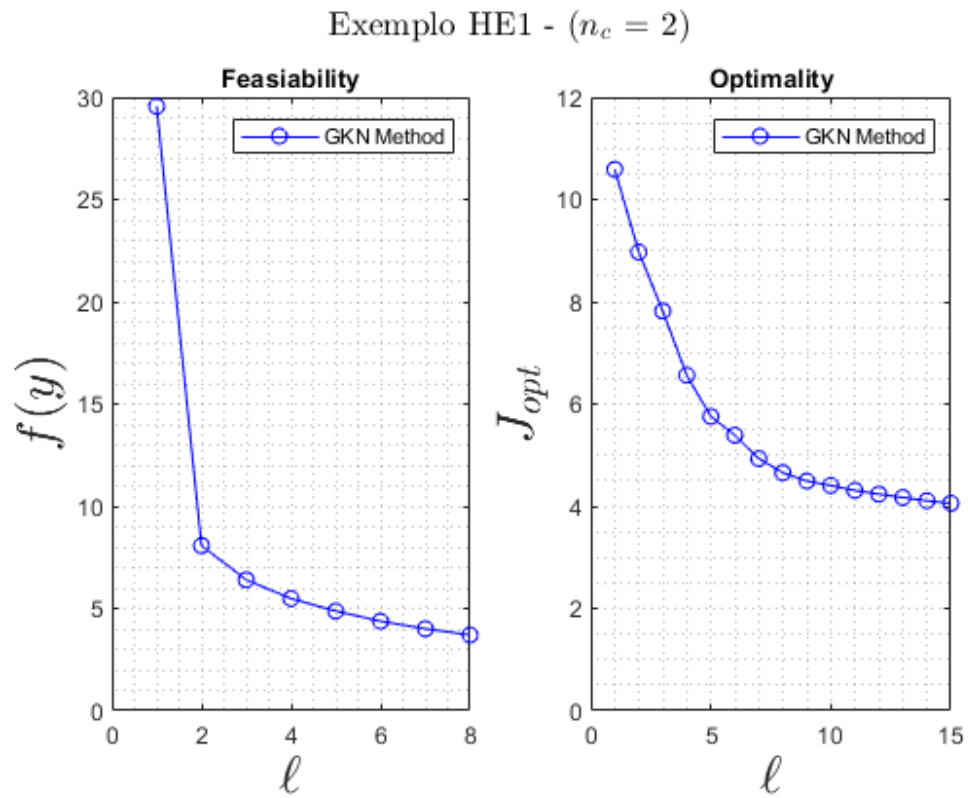 Exemplo HE1 - (n_c = 2)
Feasiability
GKN Method
30
25
20
15
10
5
0
f(y)
0 2 4 6 8
ℓ
Optimality
GKN Method
12
10
8
6
4
2
0
J_opt
0 5 10 15
ℓ